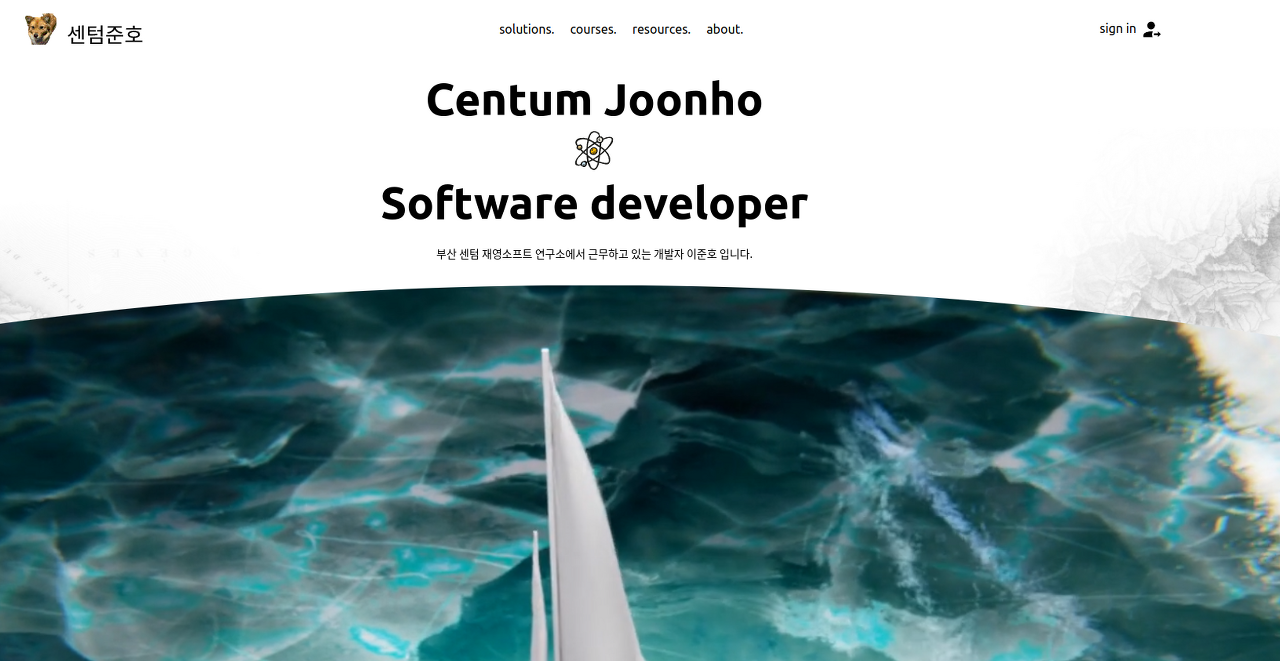 센텀준호
solutions. courses. resources. about.
sign in
Centum Joonho
Software developer
부산 센텀 재영소프트 연구소에서 근무하고 있는 개발자 이준호 입니다.